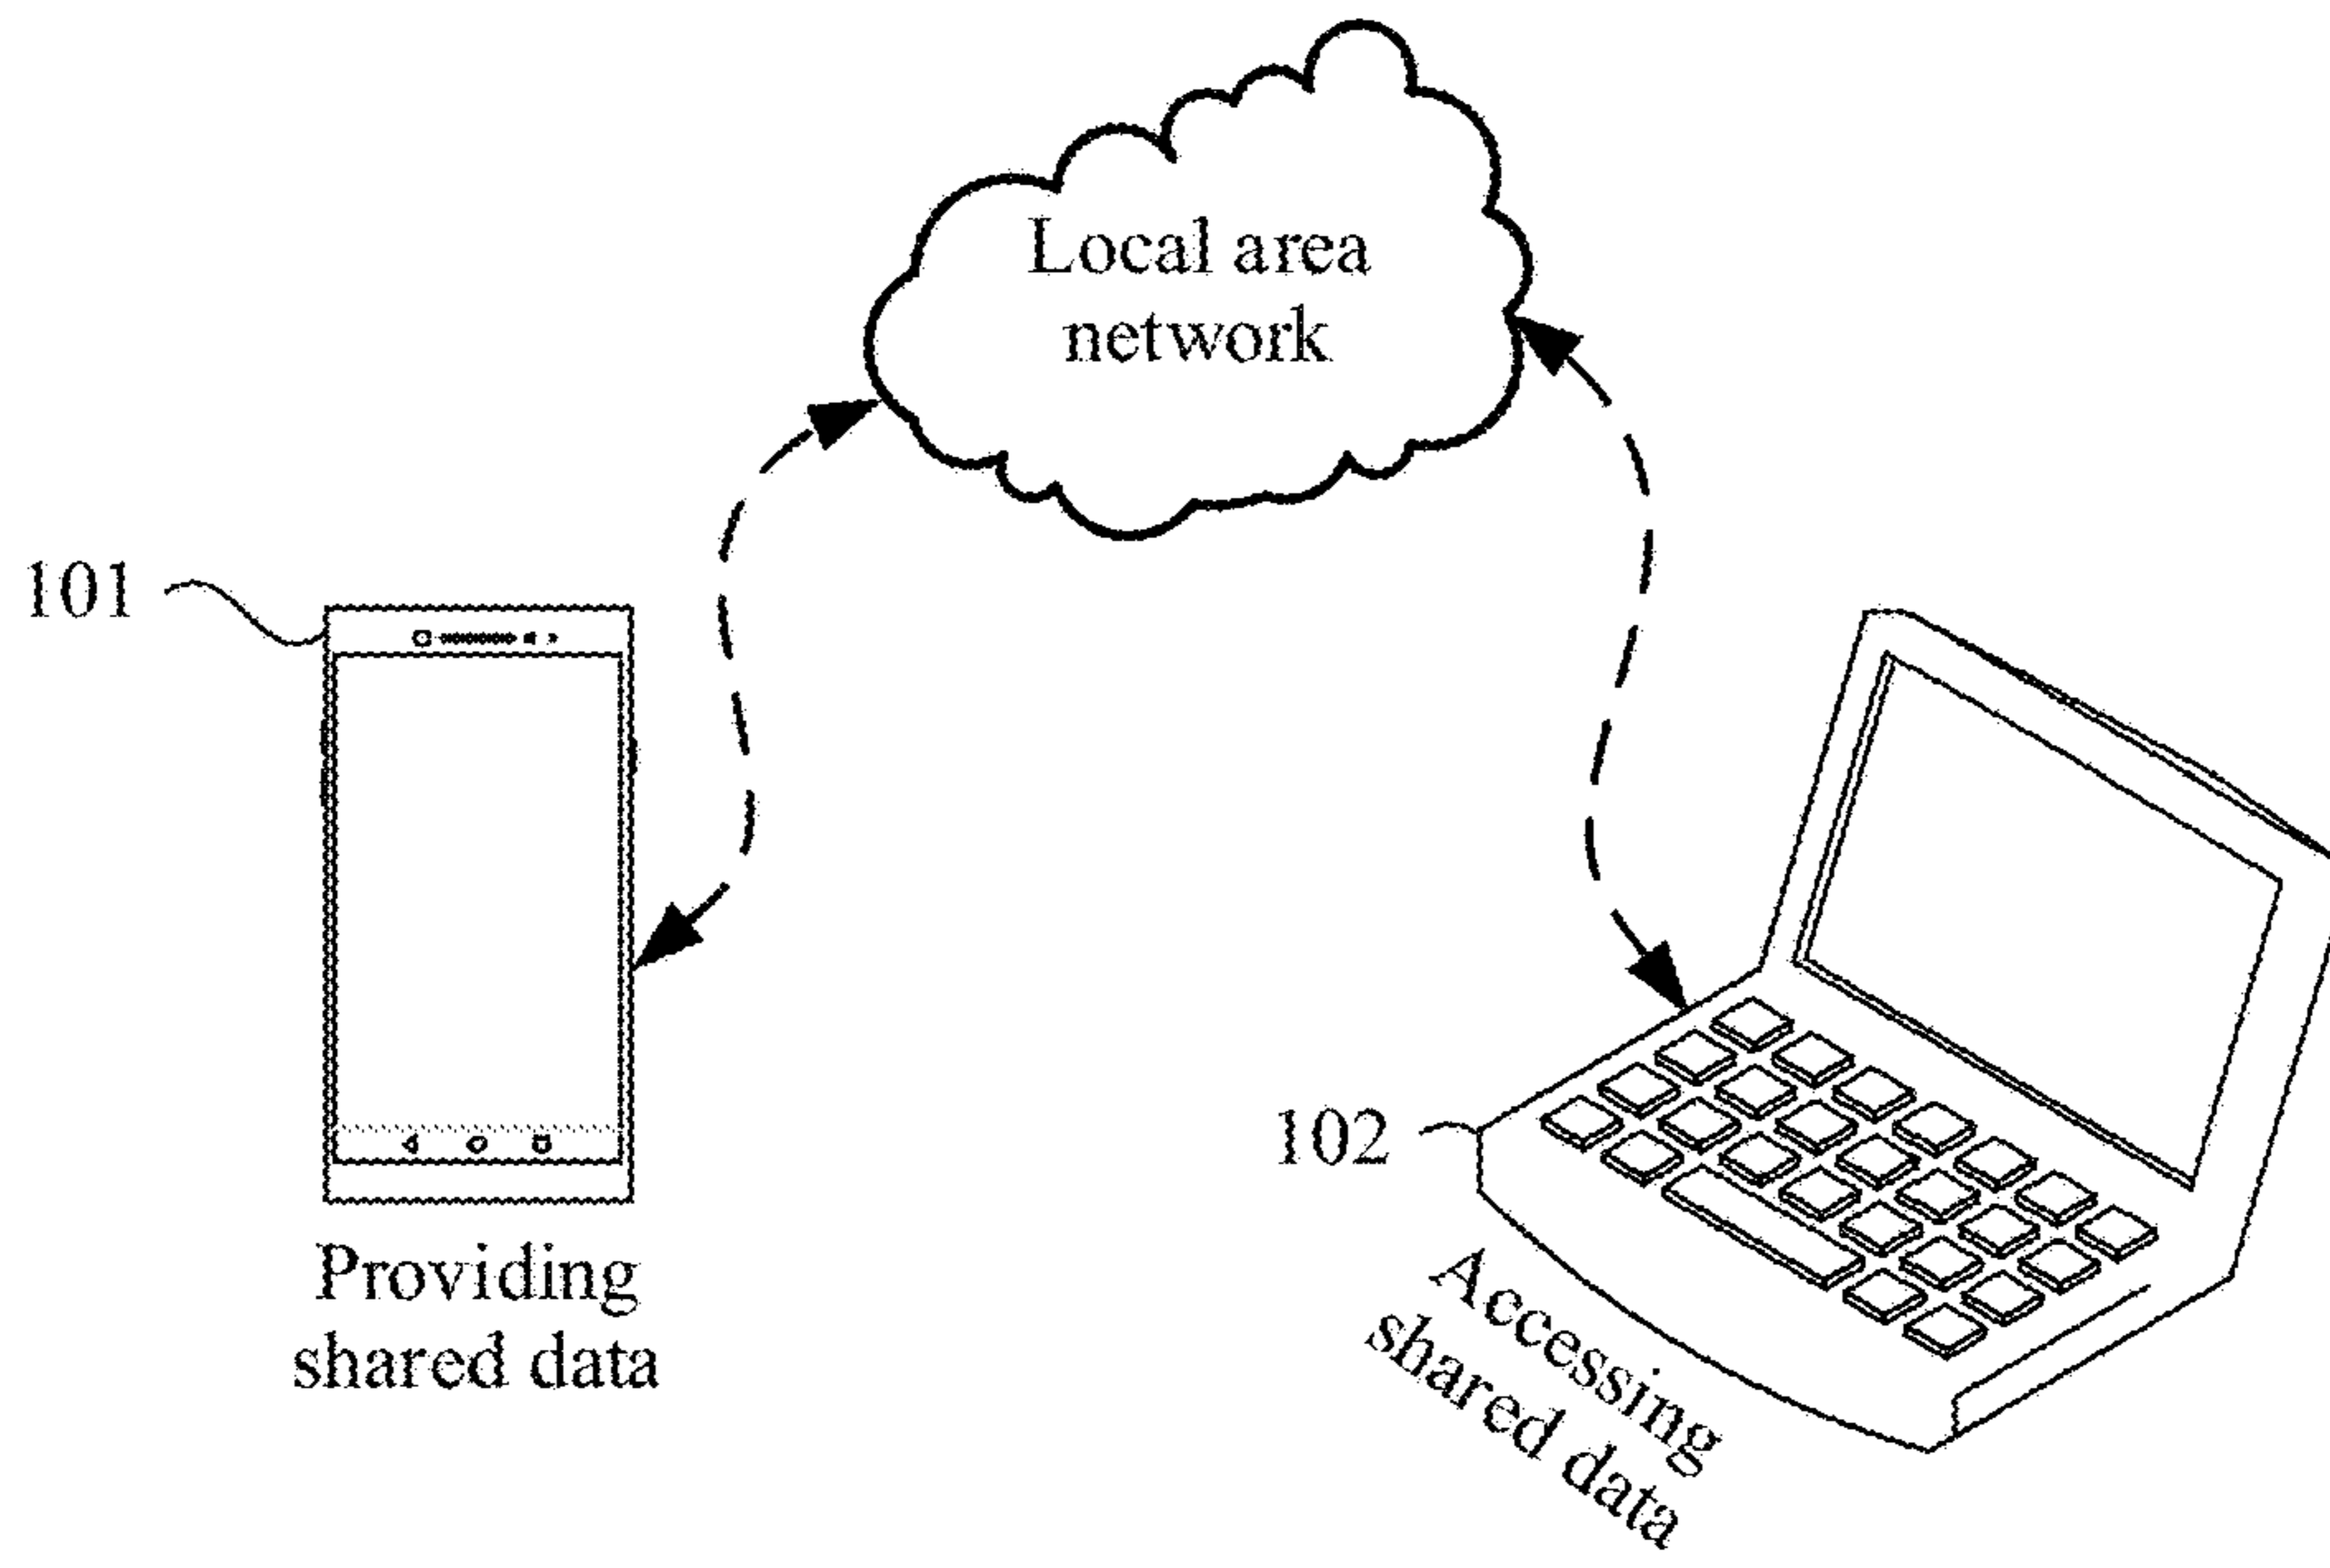 Local area
network
101
Providing
shared data
102
Accessing
shared data